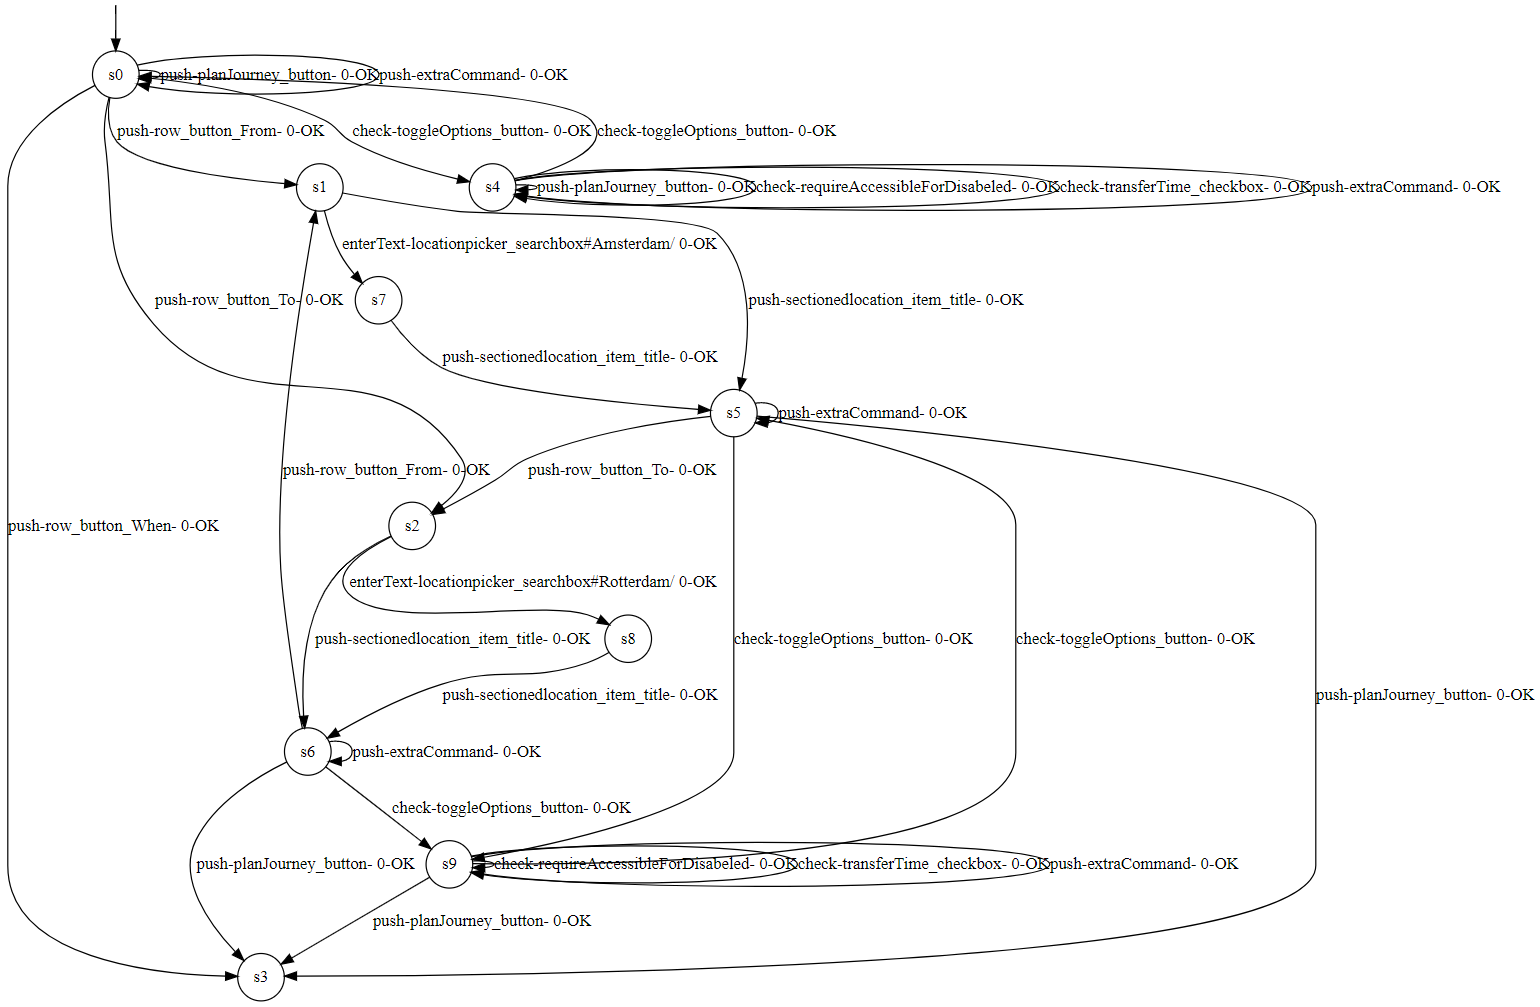 s0
push-planJourney_button- 0-OK
push-extraCommand- 0-OK
push-row_button_From- 0-OK
check-toggleOptions_button- 0-OK
check-toggleOptions_button- 0-OK
s1
s4
push-planJourney_button- 0-OK
check-requireAccessibleForDisabeled- 0-OK
check-transferTime_checkbox- 0-OK
push-extraCommand- 0-OK
enterText-locationpicker_searchbox#Amsterdam/ 0-OK
push-row_button_To- 0-OK
s7
push-sectionedlocation_item_title- 0-OK
push-sectionedlocation_item_title- 0-OK
s5
push-extraCommand- 0-OK
push-row_button_From- 0-OK
push-row_button_To- 0-OK
push-row_button_When- 0-OK
s2
enterText-locationpicker_searchbox#Rotterdam/ 0-OK
push-sectionedlocation_item_title- 0-OK
s8
check-toggleOptions_button- 0-OK
check-toggleOptions_button- 0-OK
push-sectionedlocation_item_title- 0-OK
push-planJourney_button- 0-OK
s6
push-extraCommand- 0-OK
check-toggleOptions_button- 0-OK
push-planJourney_button- 0-OK
s9
check-requireAccessibleForDisabeled- 0-OK
check-transferTime_checkbox- 0-OK
push-extraCommand- 0-OK
push-planJourney_button- 0-OK
s3